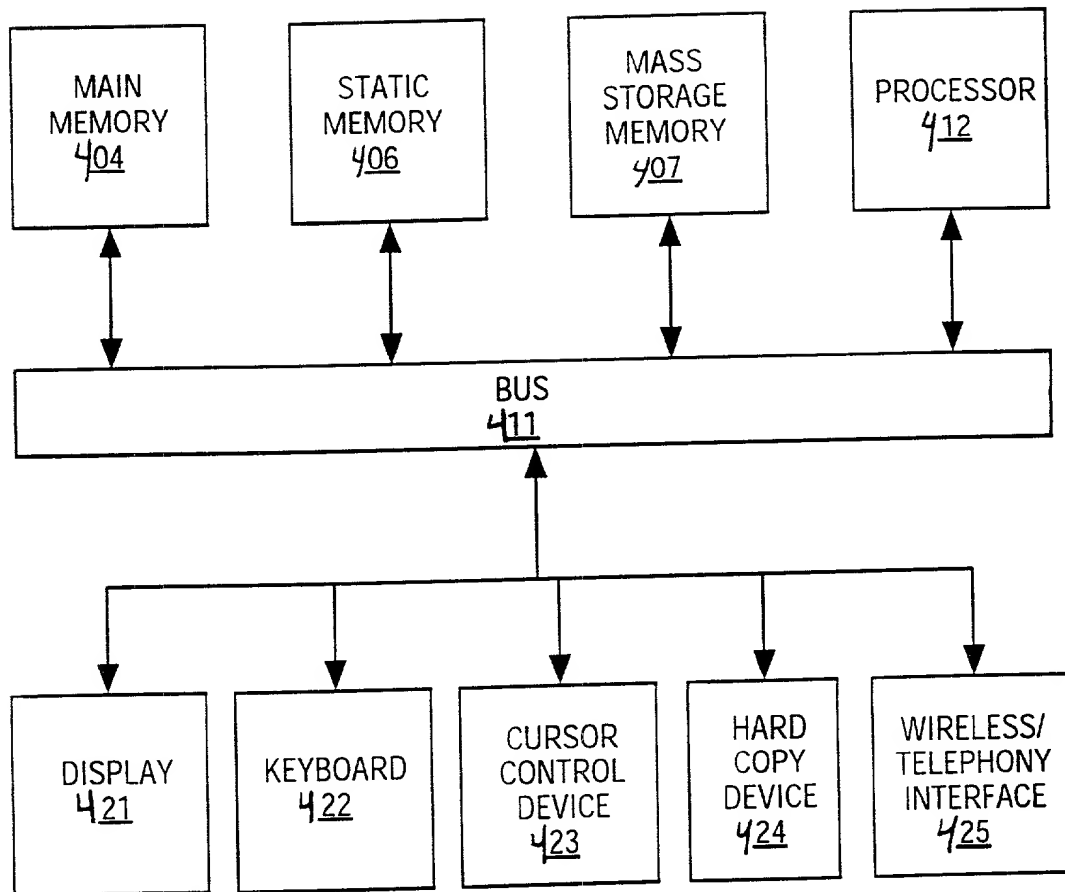 MAIN
MEMORY
404
STATIC
MEMORY
406
MASS
STORAGE
MEMORY
407
PROCESSOR
412
BUS
411
DISPLAY
421
KEYBOARD
422
CURSOR
CONTROL
DEVICE
423
HARD
COPY
DEVICE
424
WIRELESS/
TELEPHONY
INTERFACE
425